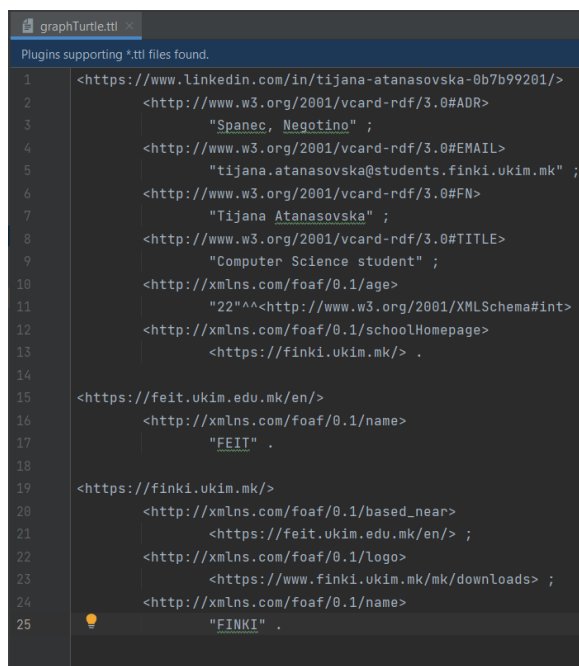 graphTurtle.ttl
Plugins supporting *.ttl files found.
1 <https://www.linkedin.com/in/tijana-atanasovska-0b7b99201/>
2 <http://www.w3.org/2001/vcard-rdf/3.0#ADR>
3 "Spanec, Negotino" ;
4 <http://www.w3.org/2001/vcard-rdf/3.0#EMAIL>
5 "tijana.atanasovska@students.finki.ukim.mk" ;
6 <http://www.w3.org/2001/vcard-rdf/3.0#FN>
7 "Tijana Atanasovska" ;
8 <http://www.w3.org/2001/vcard-rdf/3.0#TITLE>
9 "Computer Science student" ;
10 <http://xmlns.com/foaf/0.1/age>
11 "22"^^<http://www.w3.org/2001/XMLSchema#int> ;
12 <http://xmlns.com/foaf/0.1/schoolHomepage>
13 <https://finki.ukim.mk/> .
14
15 <https://feit.ukim.edu.mk/en/>
16 <http://xmlns.com/foaf/0.1/name>
17 "FEIT" .
18
19 <https://finki.ukim.mk/>
20 <http://xmlns.com/foaf/0.1/based_near>
21 <https://feit.ukim.edu.mk/en/> ;
22 <http://xmlns.com/foaf/0.1/logo>
23 <https://www.finki.ukim.mk/mk/downloads> ;
24 <http://xmlns.com/foaf/0.1/name>
25 "FINKI" .